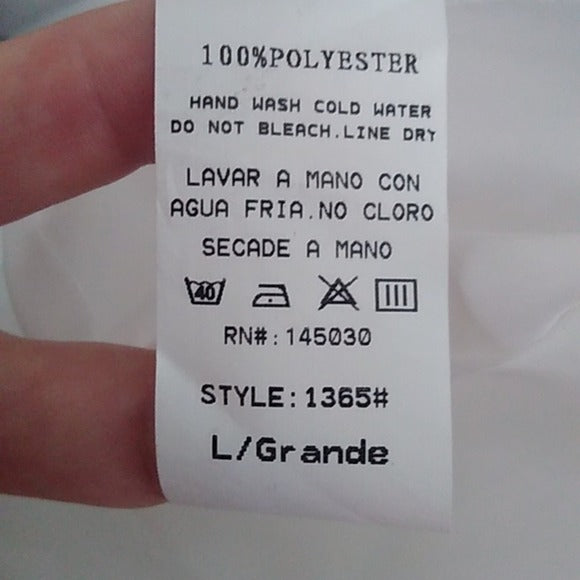 100%POLYESTER
HAND WASH COLD WATER
DO NOT BLEACH.LINE DRY
LAVAR A MANO CON
AGUA FRIA.NO CLORO
SECADE A MANO
40
RN#:145030
STYLE:1365#
L/Grande